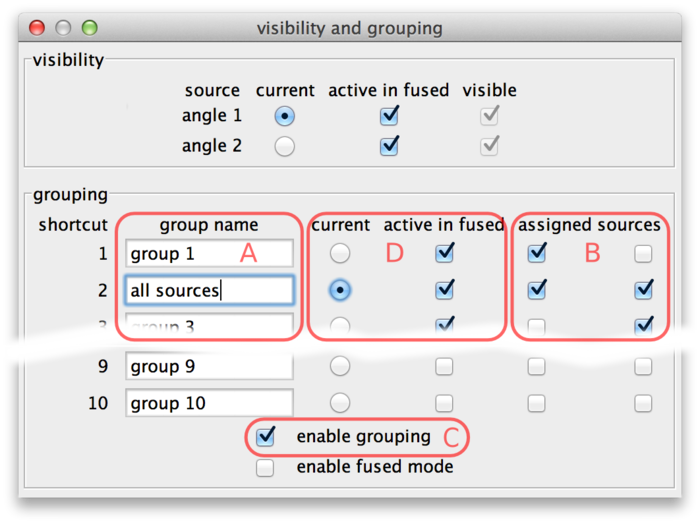 visibility and grouping
visibility
source current active in fused visible
angle 1
angle 2
grouping
shortcut group name current active in fused assigned sources
1 group 1 A D B
2 all sources
3 group 3
9 group 9
10 group 10
enable grouping C
enable fused mode